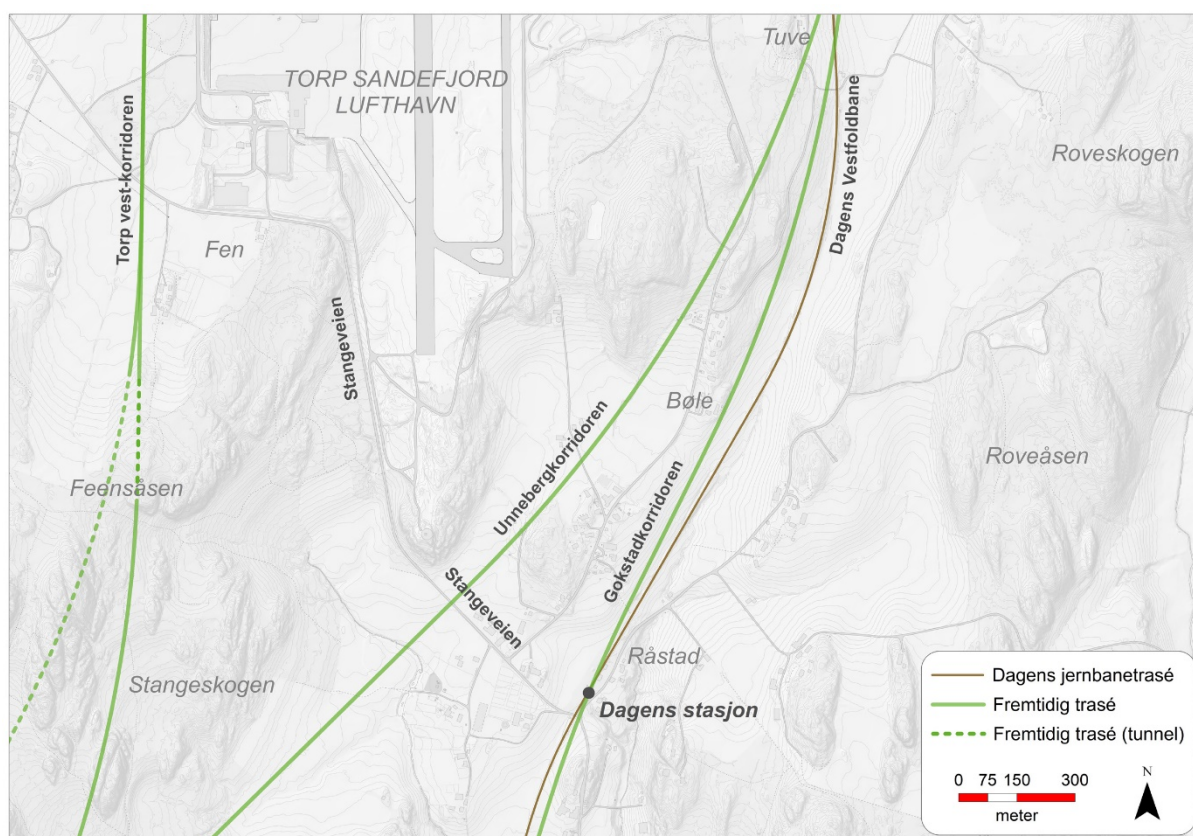 Tuve
TORP SANDEFJORD
LUFTHAVN
Torp vest-korridoren
Dagens Vestfoldbane
Roveskogen
Fen
Stangeveien
Bøle
Unnebergkorridoren
Roveåsen
Feensåsen
Gokstadkorridoren
Stangeveien
Råstad
Stangeskogen
Dagens stasjon
Dagens jernbanetrasé
Fremtidig trasé
Fremtidig trasé (tunnel)
0 75 150 300
meter
N